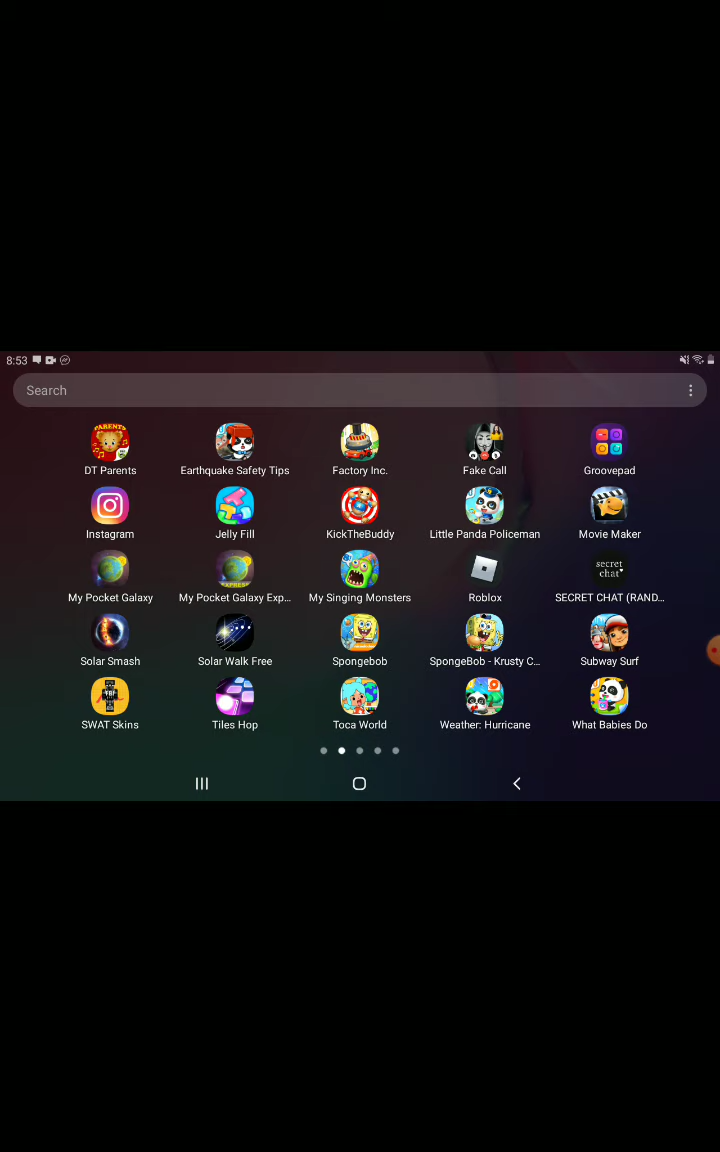 8:53
Search
DT Parents
Earthquake Safety Tips
Factory Inc.
Fake Call
Groovepad
Instagram
Jelly Fill
KickTheBuddy
Little Panda Policeman
Movie Maker
My Pocket Galaxy
My Pocket Galaxy Exp...
My Singing Monsters
Roblox
secret chat
SECRET CHAT (RAND...
Solar Smash
Solar Walk Free
Spongebob
SpongeBob - Krusty C...
Subway Surf
SWAT Skins
Tiles Hop
Toca World
Weather: Hurricane
What Babies Do